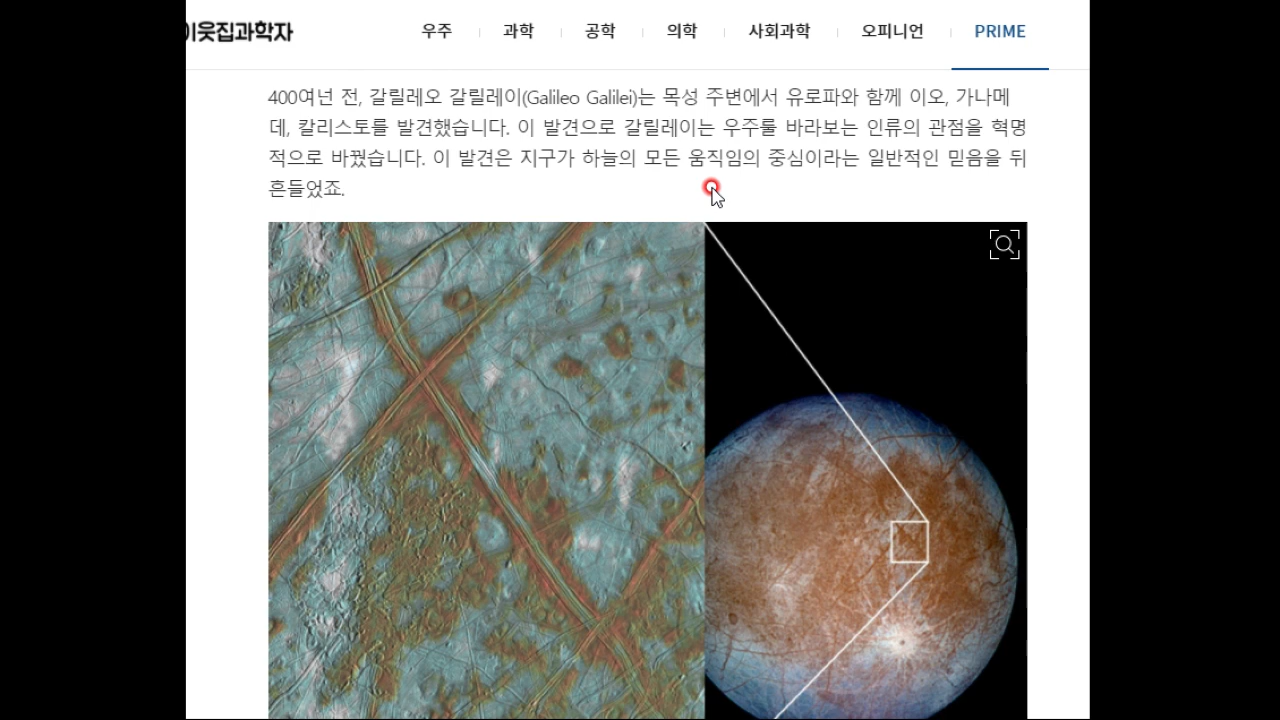 이웃집과학자
우주 과학 공학 의학 사회과학 오피니언 PRIME
400여년 전, 갈릴레오 갈릴레이(Galileo Galilei)는 목성 주변에서 유로파와 함께 이오, 가니메
데, 칼리스토를 발견했습니다. 이 발견으로 갈릴레이는 우주를 바라보는 인류의 관점을 혁명
적으로 바꿨습니다. 이 발견은 지구가 하늘의 모든 움직임의 중심이라는 일반적인 믿음을 뒤
흔들었죠.